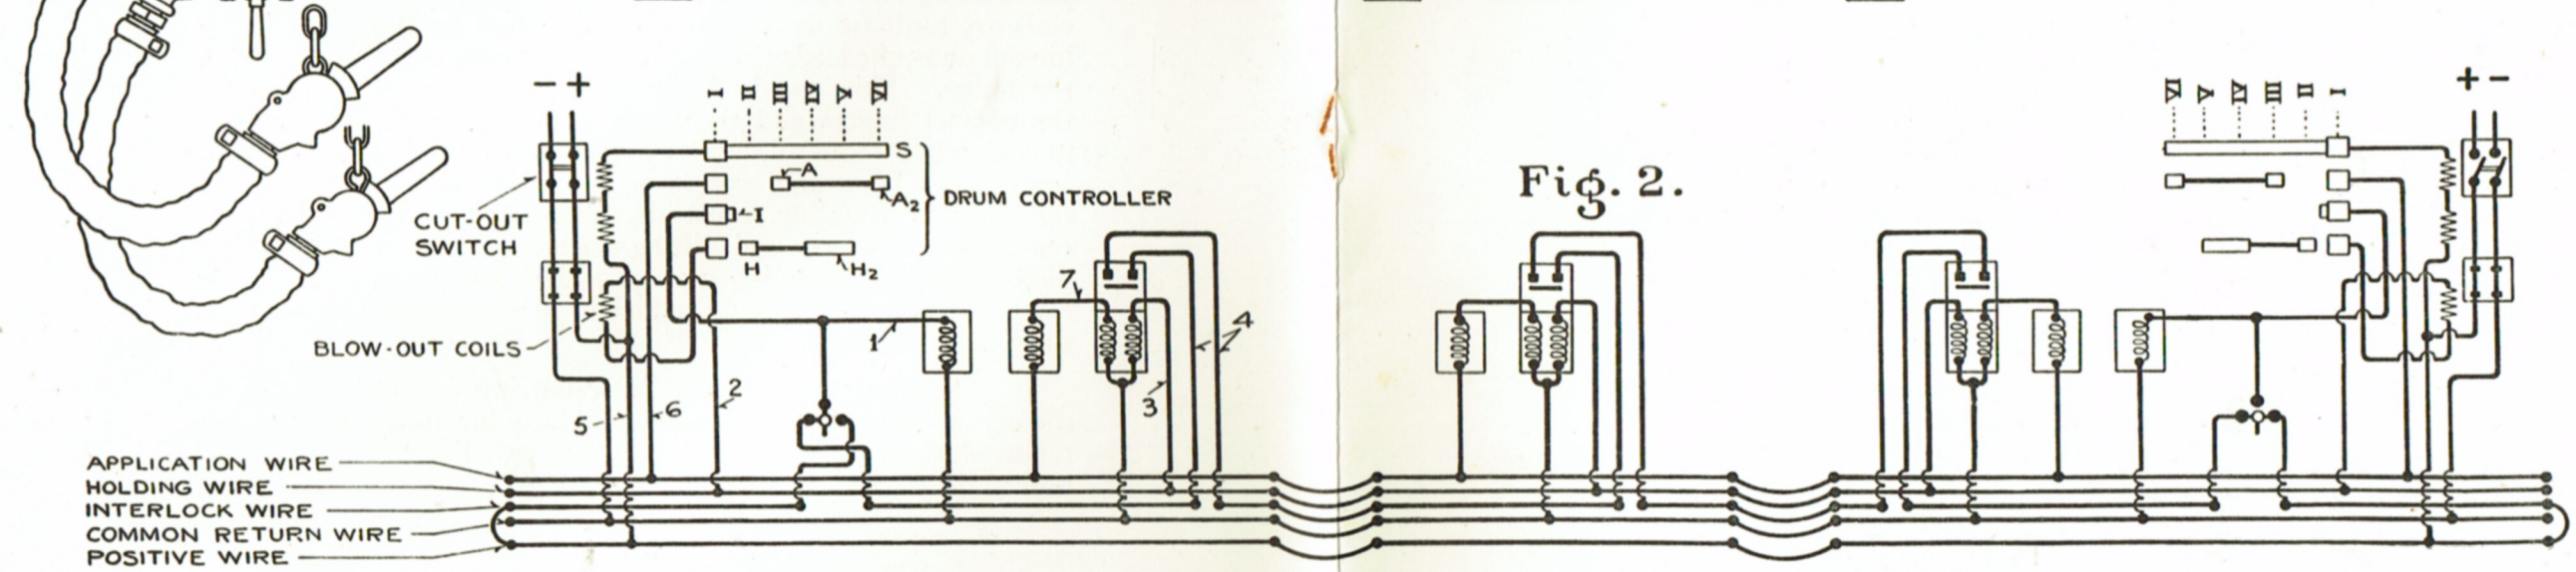 − +
I II III IV V VI
S
A
A2
I
H
H2
DRUM CONTROLLER
CUT-OUT
SWITCH
BLOW-OUT COILS
1
2
3
4
5
6
7
Fig. 2.
VI V IV III II I
+ −
APPLICATION WIRE
HOLDING WIRE
INTERLOCK WIRE
COMMON RETURN WIRE
POSITIVE WIRE